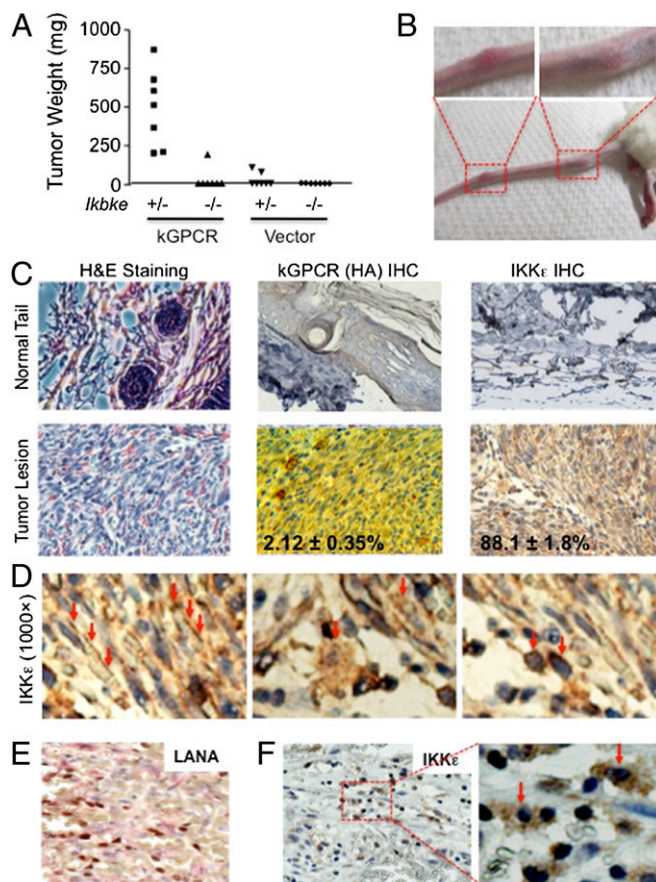 A
Tumor Weight (mg)
1000
750
500
250
0
Ikbke +/- -/- +/- -/-
kGPCR Vector
B
C
H&E Staining kGPCR (HA) IHC IKKε IHC
Normal Tail
Tumor Lesion
2.12 ± 0.35% 88.1 ± 1.8%
D
IKKε (1000×)
E LANA
F IKKε